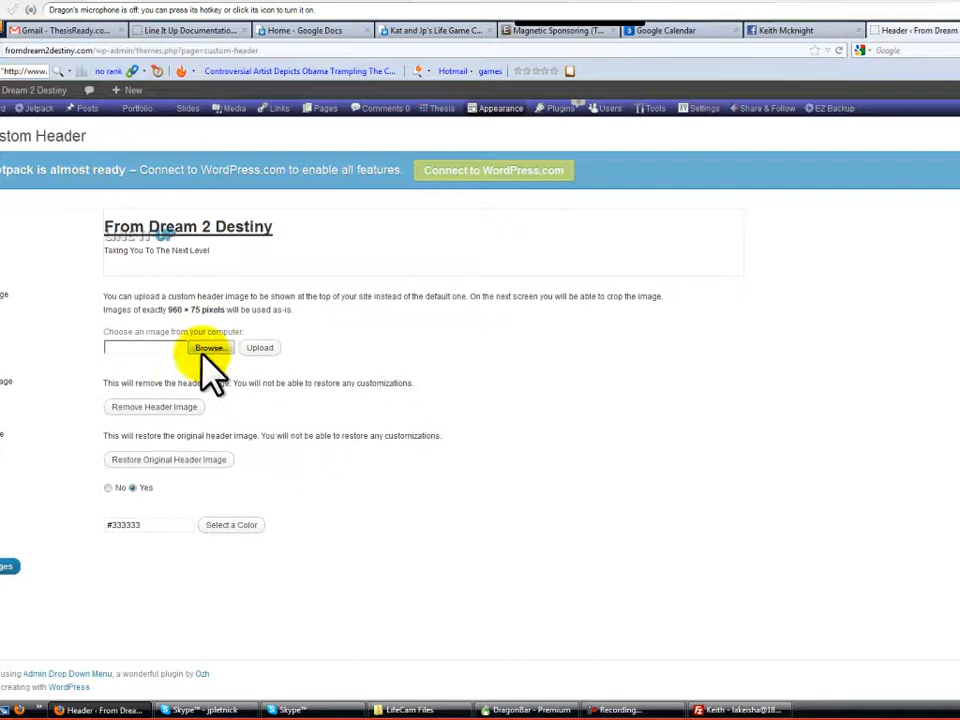 Dragon's microphone is off; you can press its hotkey or click its icon to turn it on.
Gmail - ThesisReady.co... Line It Up Documentatio... Home - Google Docs Kat and Jp's Life Game C... Magnetic Sponsoring (T... Google Calendar Keith Mcknight Header ‹ From Dream
fromdream2destiny.com/wp-admin/themes.php?page=custom-header Google
"http://www. no rank Controversial Artist Depicts Obama Trampling The C... Hotmail games
Dream 2 Destiny New
Jetpack Posts Portfolio Slides Media Links Pages Comments 0 Thesis Appearance Plugins Users Tools Settings Share & Follow EZ Backup
stom Header
etpack is almost ready – Connect to WordPress.com to enable all features. Connect to WordPress.com
From Dream 2 Destiny
LINE IT UP
Taking You To The Next Level
You can upload a custom header image to be shown at the top of your site instead of the default one. On the next screen you will be able to crop the image.
Images of exactly 960 × 75 pixels will be used as-is.
Choose an image from your computer:
Browse... Upload
This will remove the header image. You will not be able to restore any customizations.
Remove Header Image
This will restore the original header image. You will not be able to restore any customizations.
Restore Original Header Image
No Yes
#333333 Select a Color
ges
using Admin Drop Down Menu, a wonderful plugin by Ozh
creating with WordPress.
Header ‹ From Drea... Skype™ - jpletnick Skype™ LifeCam Files DragonBar - Premium Recording... Keith - lakeisha@18...